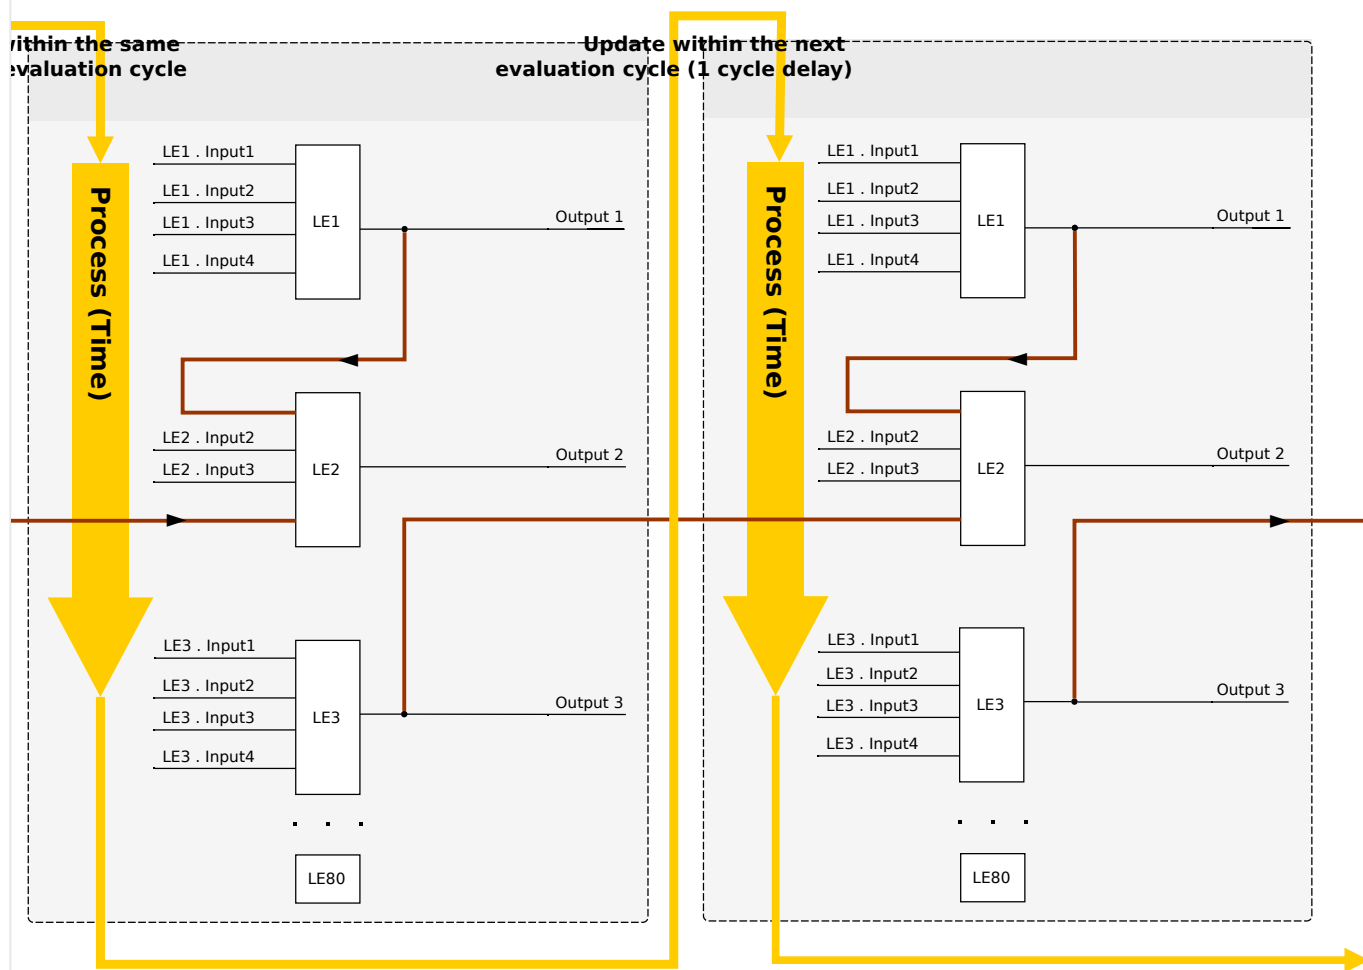 within the same
evaluation cycle
Update within the next
evaluation cycle (1 cycle delay)
Process (Time)
LE1 . Input1
LE1 . Input2
LE1 . Input3
LE1 . Input4
LE1
Output 1
LE2 . Input2
LE2 . Input3
LE2
Output 2
LE3 . Input1
LE3 . Input2
LE3 . Input3
LE3 . Input4
LE3
Output 3
. . .
LE80
Process (Time)
LE1 . Input1
LE1 . Input2
LE1 . Input3
LE1 . Input4
LE1
Output 1
LE2 . Input2
LE2 . Input3
LE2
Output 2
LE3 . Input1
LE3 . Input2
LE3 . Input3
LE3 . Input4
LE3
Output 3
. . .
LE80